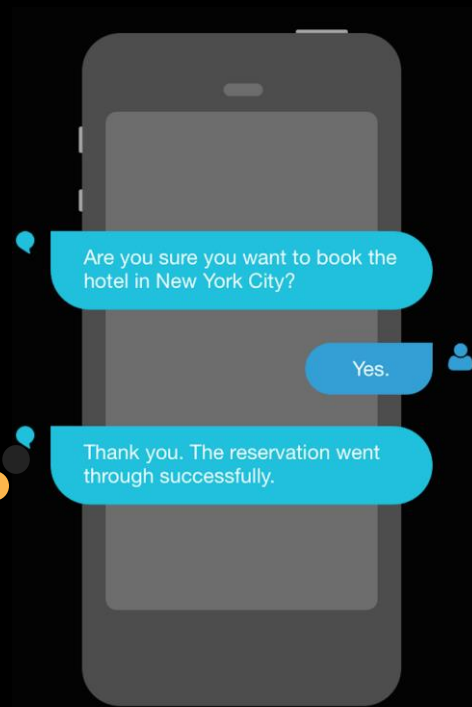 Are you sure you want to book the
hotel in New York City?
Yes.
Thank you. The reservation went
through successfully.